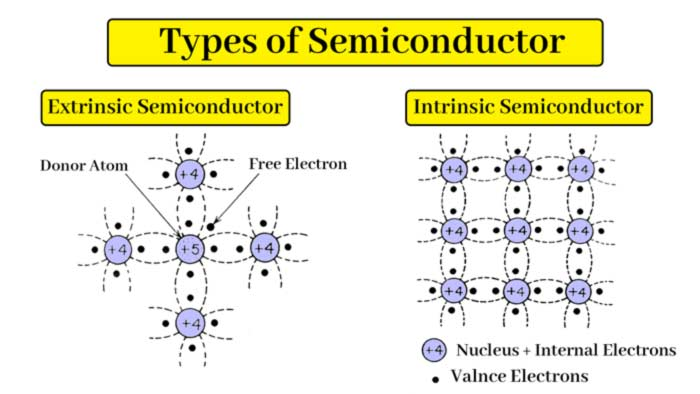 Types of Semiconductor
Extrinsic Semiconductor
Intrinsic Semiconductor
Donor Atom
Free Electron
+4
+4 +5 +4
+4
+4 +4 +4
+4 +4 +4
+4 +4 +4
+4 Nucleus + Internal Electrons
Valnce Electrons